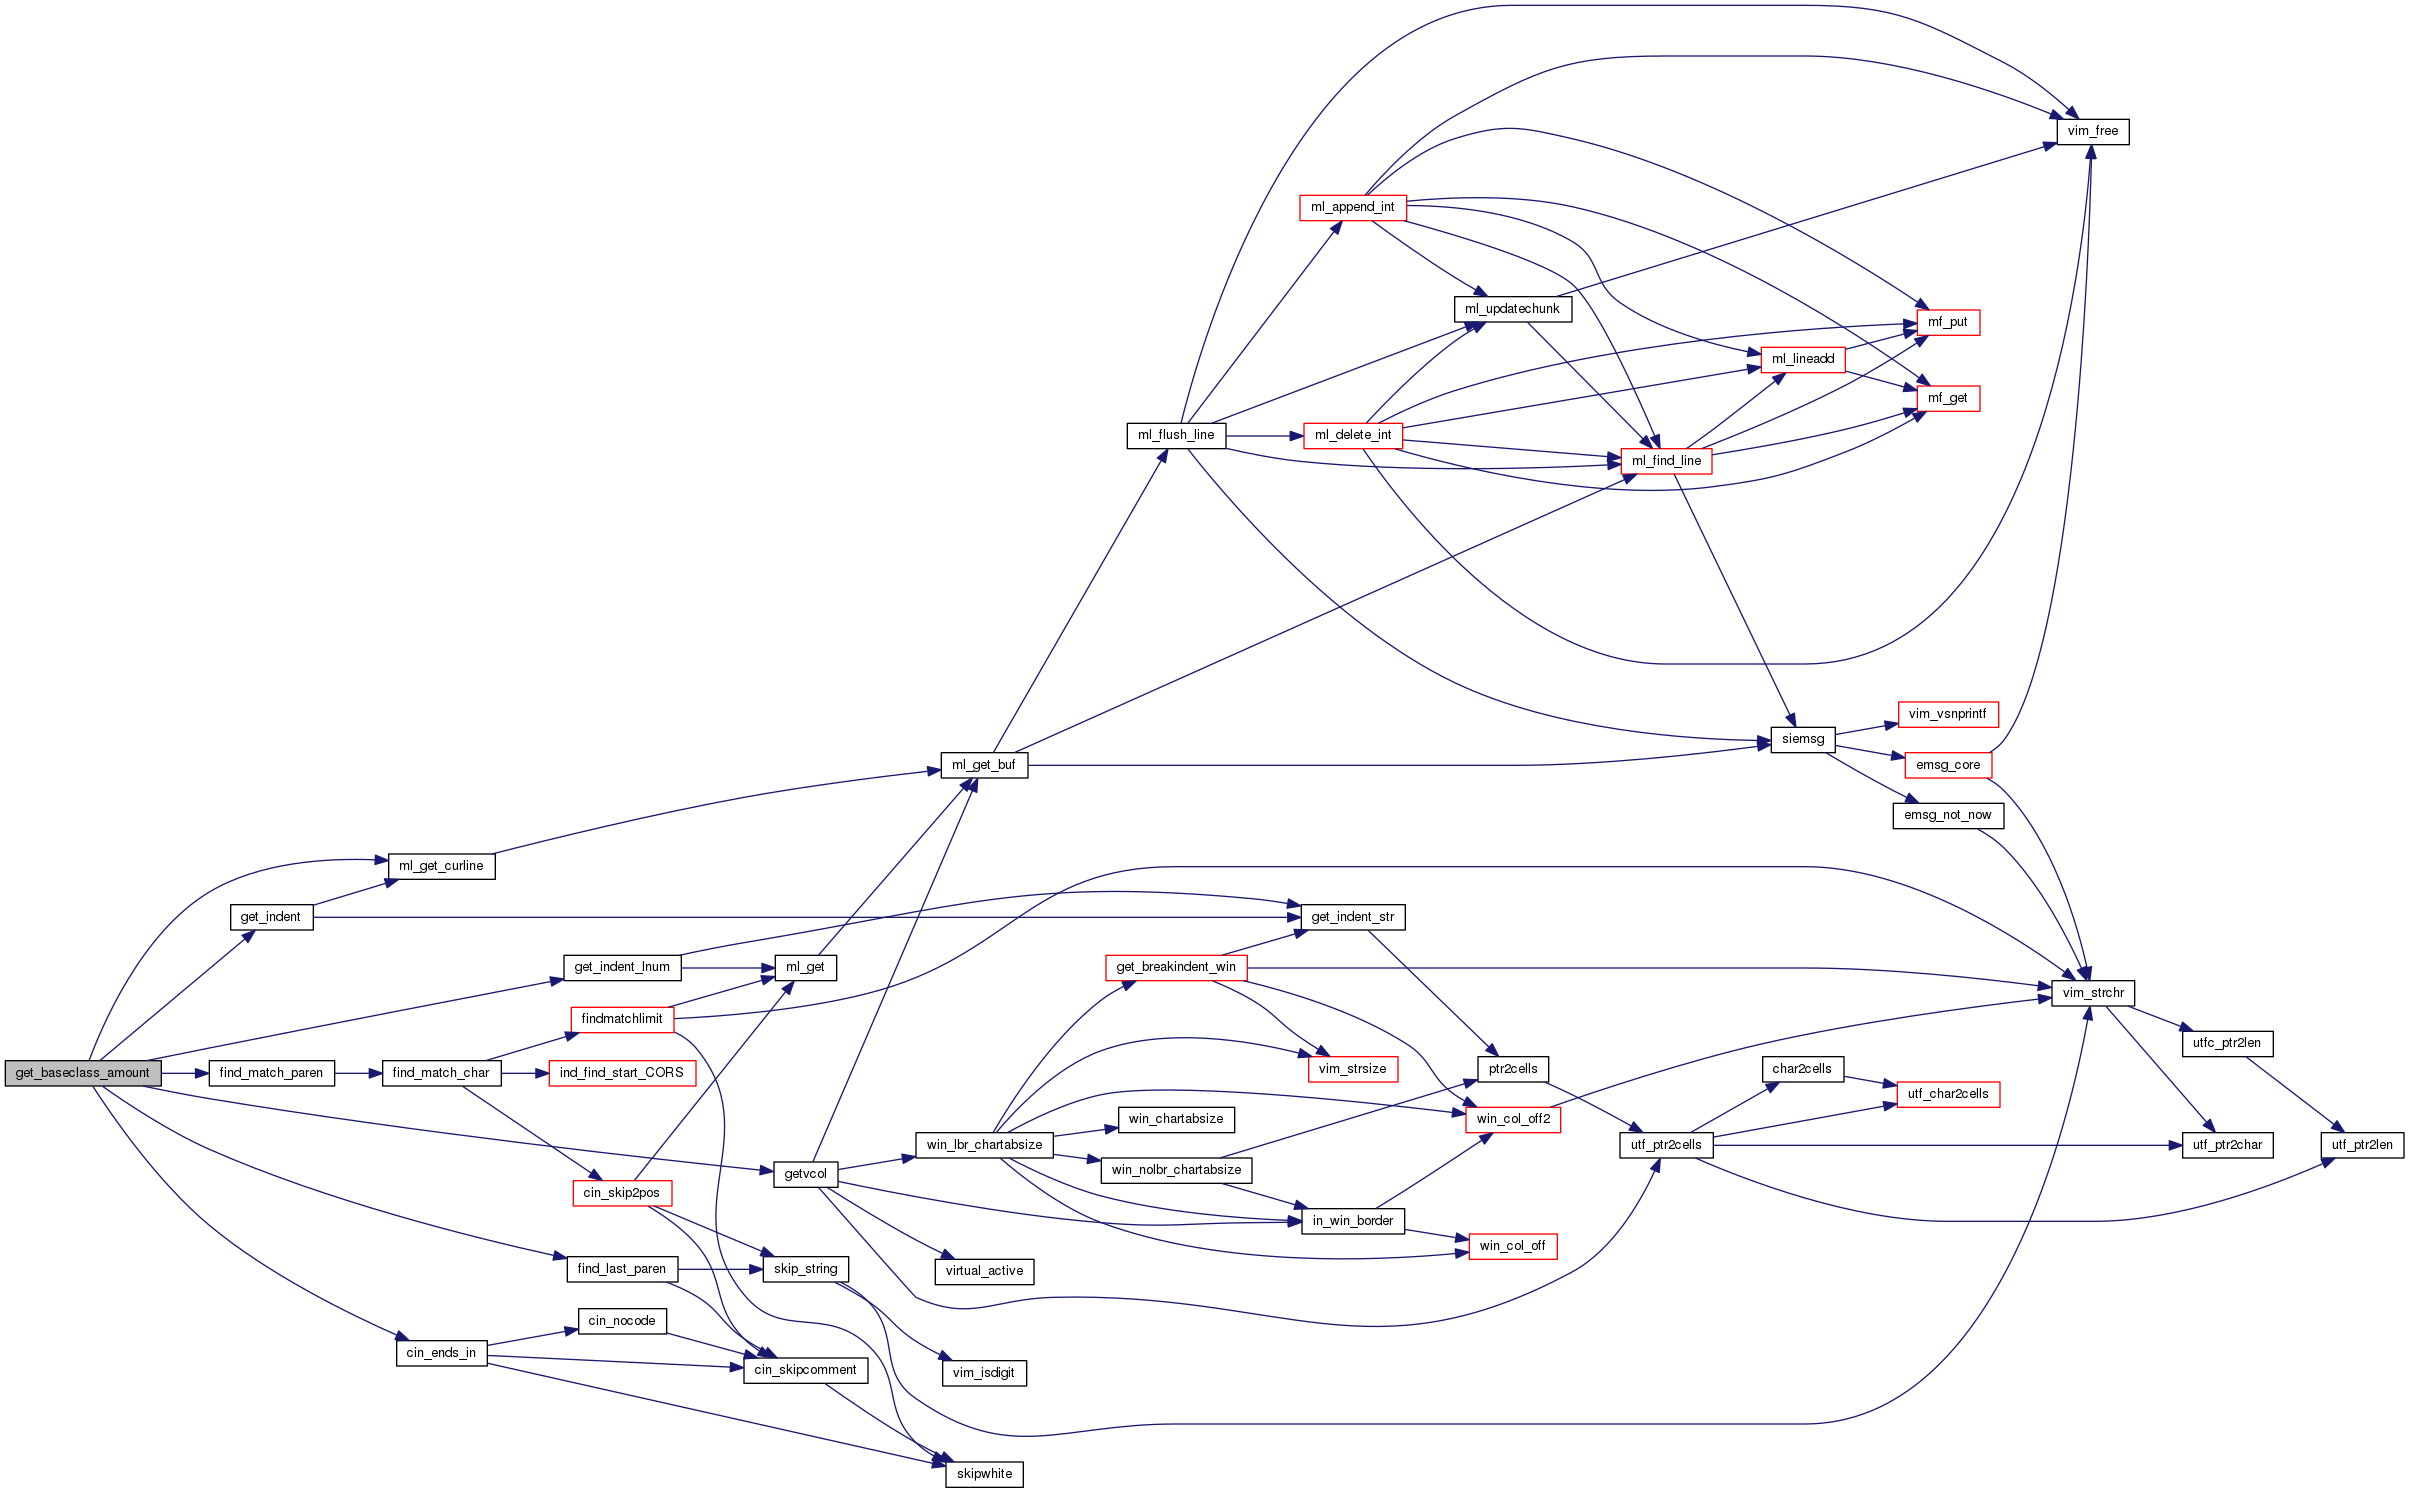 vim_free
ml_append_int
ml_updatechunk
mf_put
ml_lineadd
mf_get
ml_flush_line
ml_delete_int
ml_find_line
vim_vsnprintf
siemsg
ml_get_buf
emsg_core
emsg_not_now
ml_get_curline
get_indent
get_indent_str
get_indent_lnum
ml_get
get_breakindent_win
vim_strchr
findmatchlimit
utfc_ptr2len
get_baseclass_amount
find_match_paren
find_match_char
ind_find_start_CORS
vim_strsize
ptr2cells
char2cells
utf_char2cells
win_chartabsize
win_col_off2
win_lbr_chartabsize
utf_ptr2cells
utf_ptr2char
utf_ptr2len
getvcol
win_nolbr_chartabsize
cin_skip2pos
in_win_border
win_col_off
find_last_paren
skip_string
virtual_active
cin_nocode
cin_ends_in
cin_skipcomment
vim_isdigit
skipwhite